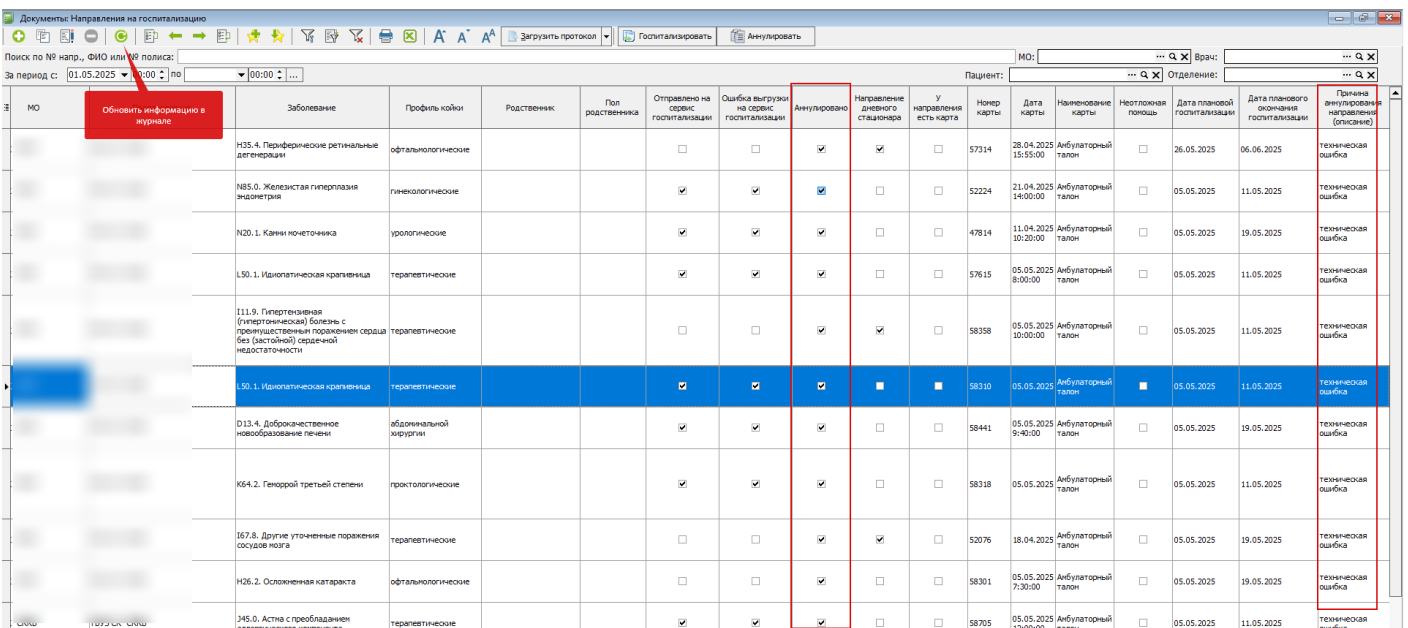 Документы: Направления на госпитализацию
Загрузить протокол
Госпитализировать
Аннулировать
Поиск по № напр., ФИО или № полиса:
МО:
Врач:
За период с: 01.05.2025 00:00 по 00:00 ...
Пациент:
Отделение:
Обновить информацию в
журнале
МО
Заболевание
Профиль койки
Родственник
Пол
родственника
Отправлено на
сервис
госпитализации
Ошибка выгрузки
на сервис
госпитализации
Аннулировано
Направление
дневного
стационара
У
направления
есть карта
Номер
карты
Дата
карты
Наименование
карты
Неотложная
помощь
Дата плановой
госпитализации
Дата планового
окончания
госпитализации
Причина
аннулирования
направления
(описание)
H35.4. Периферические ретинальные
дегенерации
офтальмологические
57314
28.04.2025
15:55:00
Амбулаторный
талон
26.05.2025
06.06.2025
техническая
ошибка
N85.0. Железистая гиперплазия
эндометрия
гинекологические
52224
21.04.2025
14:00:00
Амбулаторный
талон
05.05.2025
11.05.2025
техническая
ошибка
N20.1. Камни мочеточника
урологические
47814
11.04.2025
10:20:00
Амбулаторный
талон
05.05.2025
19.05.2025
техническая
ошибка
L50.1. Идиопатическая крапивница
терапевтические
57615
05.05.2025
8:00:00
Амбулаторный
талон
05.05.2025
11.05.2025
техническая
ошибка
I11.9. Гипертензивная
(гипертоническая) болезнь с
преимущественным поражением сердца
без (застойной) сердечной
недостаточности
терапевтические
58358
05.05.2025
10:00:00
Амбулаторный
талон
05.05.2025
11.05.2025
техническая
ошибка
L50.1. Идиопатическая крапивница
терапевтические
58310
05.05.2025
Амбулаторный
талон
05.05.2025
11.05.2025
техническая
ошибка
D13.4. Доброкачественное
новообразование печени
абдоминальной
хирургии
58441
05.05.2025
9:40:00
Амбулаторный
талон
05.05.2025
19.05.2025
техническая
ошибка
K64.2. Геморрой третьей степени
проктологические
58318
05.05.2025
Амбулаторный
талон
05.05.2025
11.05.2025
техническая
ошибка
I67.8. Другие уточненные поражения
сосудов мозга
терапевтические
52076
18.04.2025
Амбулаторный
талон
05.05.2025
19.05.2025
техническая
ошибка
H26.2. Осложненная катаракта
офтальмологические
58301
05.05.2025
7:30:00
Амбулаторный
талон
05.05.2025
19.05.2025
техническая
ошибка
J45.0. Астма с преобладанием
терапевтические
58705
05.05.2025
Амбулаторный
05.05.2025
11.05.2025
техническая